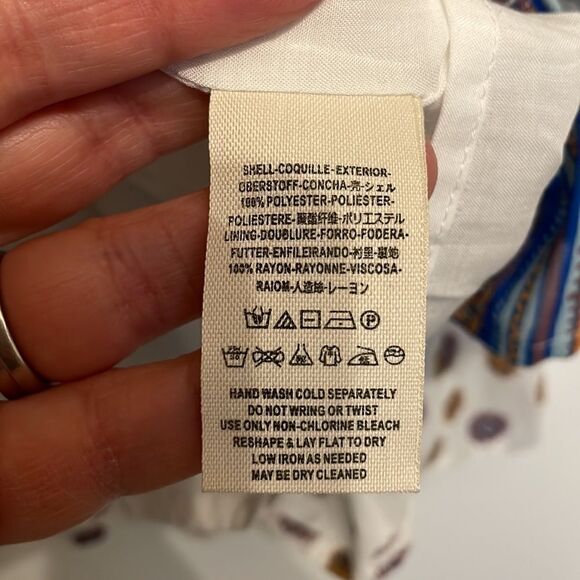 SHELL-COQUILLE-EXTERIOR-
OBERSTOFF-CONCHA-壳-シェル
100% POLYESTER-POLIESTER-
POLIESTERE-聚酯纤维-ポリエステル
LINING-DOUBLURE-FORRO-FODERA-
FUTTER-ENFILEIRANDO-衬里-裏地
100% RAYON-RAYONNE-VISCOSA-
RAIOM-人造絲-レーヨン
HAND WASH COLD SEPARATELY
DO NOT WRING OR TWIST
USE ONLY NON-CHLORINE BLEACH
RESHAPE & LAY FLAT TO DRY
LOW IRON AS NEEDED
MAY BE DRY CLEANED